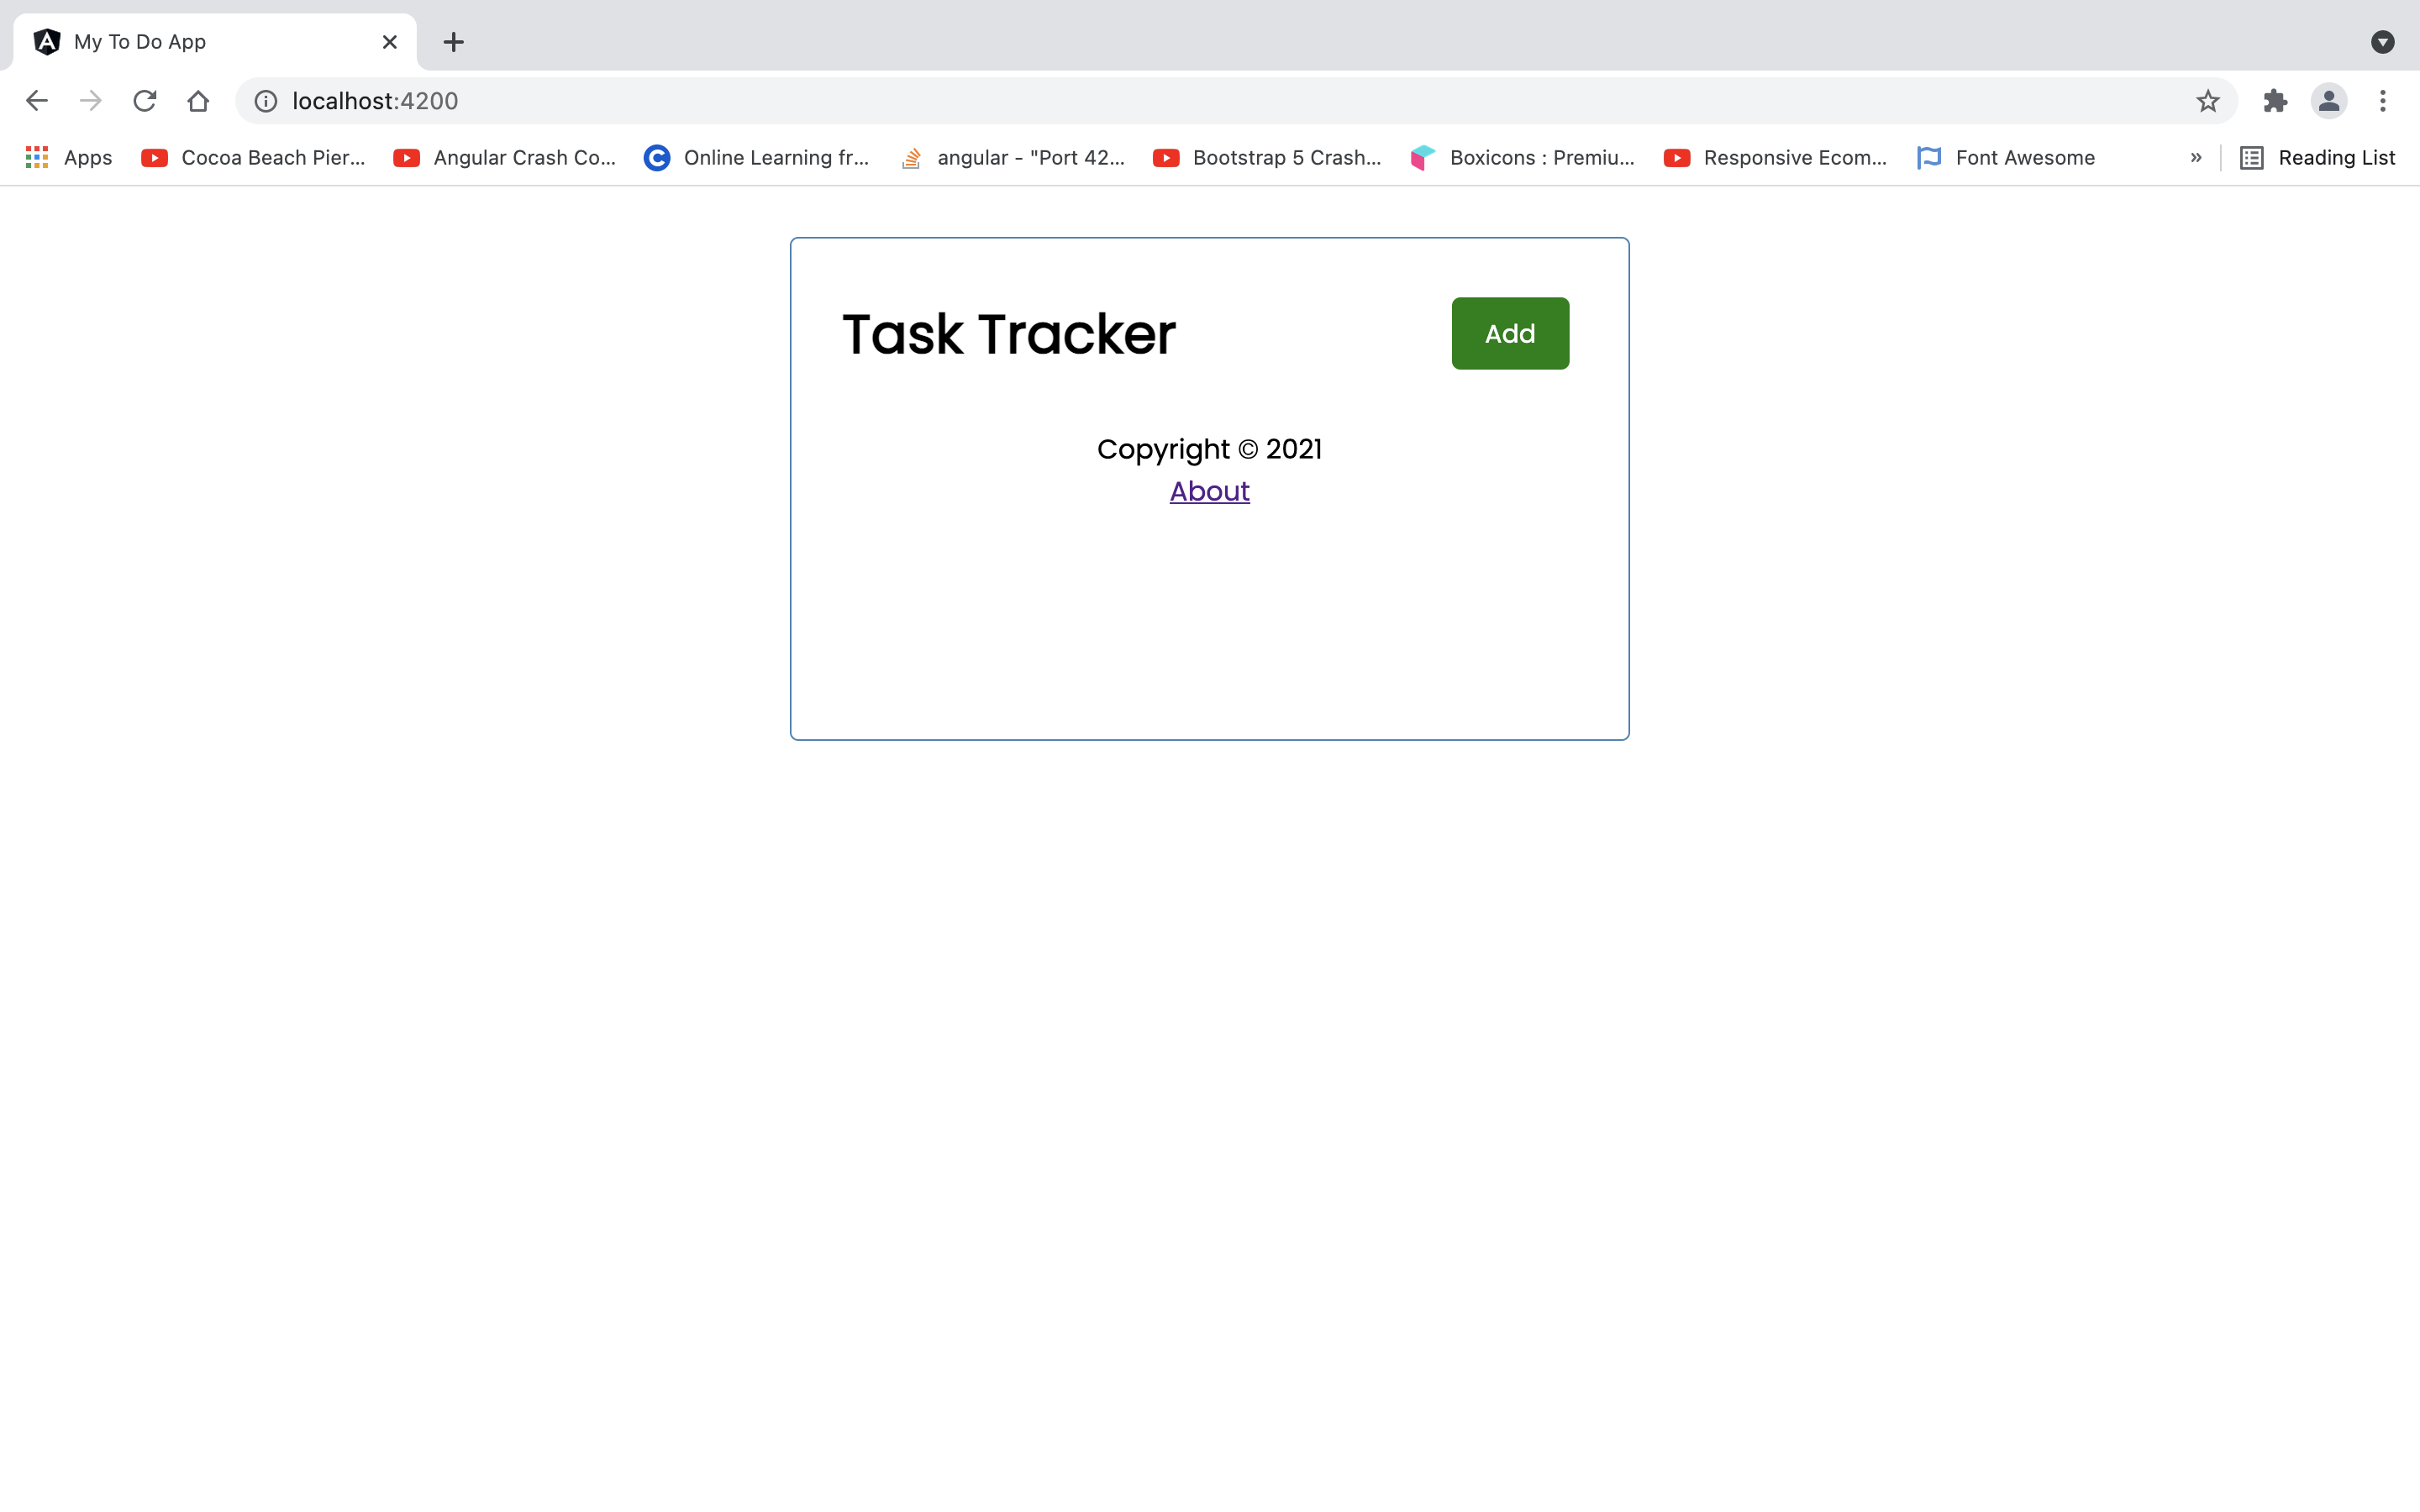 My To Do App
localhost:4200
Apps Cocoa Beach Pier... Angular Crash Co... Online Learning fr... angular - "Port 42... Bootstrap 5 Crash... Boxicons : Premiu... Responsive Ecom... Font Awesome » Reading List
Task Tracker Add
Copyright © 2021
About